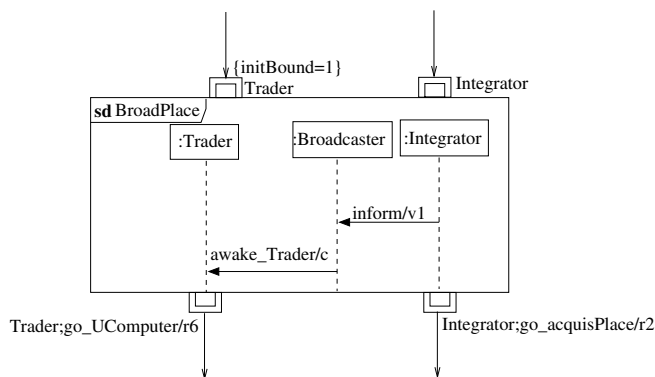 {initBound=1}
Trader
Integrator
sd BroadPlace
:Trader
:Broadcaster
:Integrator
inform/v1
awake_Trader/c
Trader;go_UComputer/r6
Integrator;go_acquisPlace/r2